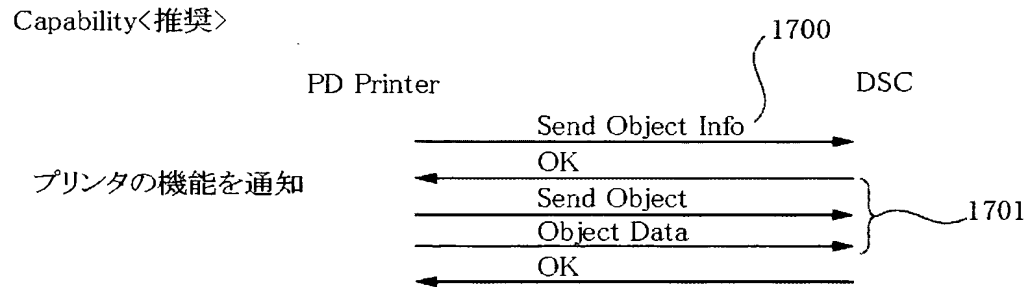 Capability<推奨>
1700
PD Printer
DSC
Send Object Info
OK
プリンタの機能を通知
Send Object
1701
Object Data
OK